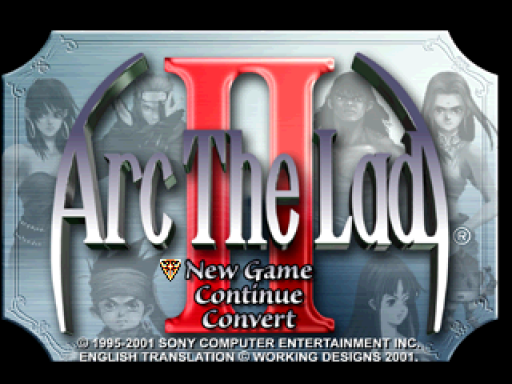 II
Arc The Lad
®
New Game
Continue
Convert
© 1995-2001 SONY COMPUTER ENTERTAINMENT INC.
ENGLISH TRANSLATION © WORKING DESIGNS 2001.